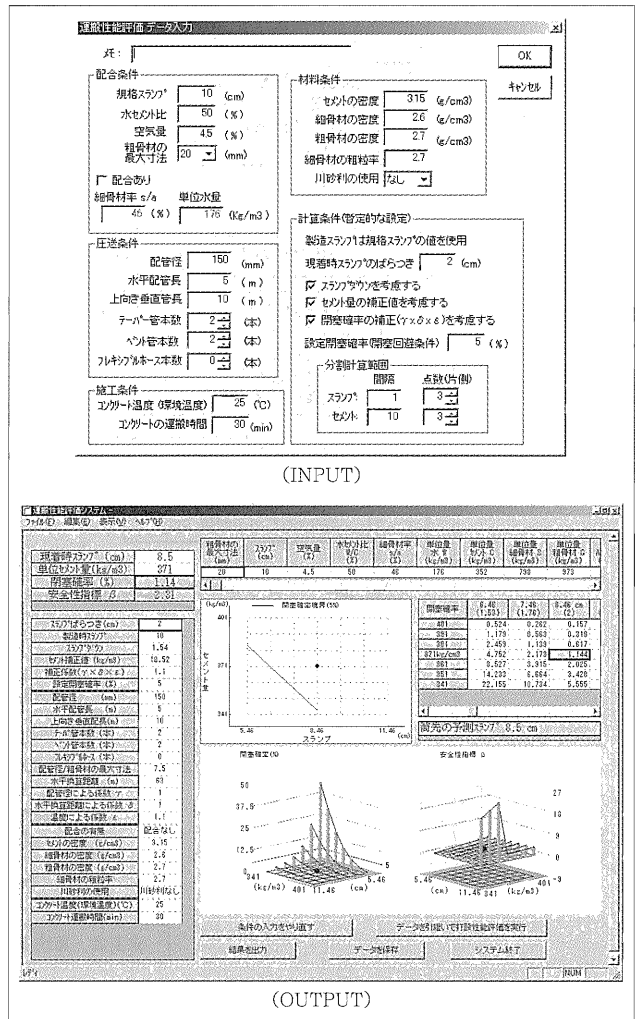 運搬性能評価 データ入力
メモ:
OK
キャンセル
配合条件
規格スランプ 10 (cm)
水セメント比 50 (%)
空気量 4.5 (%)
粗骨材の最大寸法 20 (mm)
配合あり
細骨材率 s/a 単位水量
46 (%) 176 (Kg/m3)
材料条件
セメントの密度 3.15 (g/cm3)
細骨材の密度 2.6 (g/cm3)
粗骨材の密度 2.7 (g/cm3)
細骨材の粗粒率 2.7
川砂利の使用 なし
圧送条件
配管径 150 (mm)
水平配管長 5 (m)
上向き垂直管長 10 (m)
テーパー管本数 2 (本)
ベント管本数 2 (本)
フレキシブルホース本数 0 (本)
施工条件
コンクリート温度(環境温度) 25 (℃)
コンクリートの運搬時間 30 (min)
計算条件(暫定的な設定)
製造スランプは規格スランプの値を使用
現着時スランプのばらつき 2 (cm)
スランプダウンを考慮する
セメント量の補正値を考慮する
閉塞確率の補正(γ×δ×ε)を考慮する
設定閉塞確率(閉塞回避条件) 5 (%)
分割計算範囲
間隔 点数(片側)
スランプ 1 3
セメント 10 3
(INPUT)
運搬性能評価システム -
ファイル(F) 編集(E) 表示(V) ヘルプ(H)
現着時スランプ (cm) 8.5
単位セメント量(kg/m3) 371
閉塞確率 (%) 1.14
安全性指標 β 2.31
スランプばらつき(cm) 2
製造時スランプ 10
スランプダウン 1.54
セメント補正値 (kg/m3) 18.52
補正係数(γ×δ×ε) 1.1
設定閉塞確率 (%) 5
配管径 (mm) 150
水平配管長 (m) 5
上向き垂直配長(m) 10
テーパ管本数 (本) 2
ベント管本数 (本) 2
フレキシブルホース (本) 0
配管径/粗骨材の最大寸法 7.5
水平換算距離 (m) 63
配管径による係数 γ 1
水平換算距離による係数 δ 1
温度による係数 ε 1.1
配合の有無 配合なし
セメントの密度 (g/cm3) 3.15
細骨材の密度 (g/cm3) 2.6
粗骨材の密度 (g/cm3) 2.7
細骨材の粗粒率 2.7
川砂利の使用 川砂利なし
コンクリート温度(環境温度)(℃) 25
コンクリート運搬時間(min) 30
粗骨材の最大寸法 (mm) スランプ (cm) 空気量 (%) 水セメント比 W/C (%) 細骨材率 s/a (%) 単位量 水 W (kg/m3) 単位量 セメント C (kg/m3) 単位量 細骨材 S (kg/m3) 単位量 粗骨材 G (kg/m3)
20 10 4.5 50 46 176 352 798 973
(kg/m3) 閉塞確率境界(5%)
401
371
341
セメント量
5.46 8.46 11.46 (cm)
スランプ
閉塞確率 6.46 (1.53) 7.46 (1.76) 8.46 cm (2)
401 0.524 0.262 0.157
391 1.179 0.563 0.319
381 2.459 1.139 0.617
371kg/cm3 4.752 2.173 1.144
361 8.527 3.915 2.025
351 14.233 6.664 3.428
341 22.155 10.734 5.555
筒先の予測スランプ 8.5 cm
閉塞確率(%)
50
37.5
25
12.5
0
341
(kg/m3) 401 11.46 (cm)
5.46
安全性指標 β
27
18
9
0
-9
5.46
(cm) 11.46 341 (kg/m3)
401
条件の入力をやり直す
データを引継いで打設性能評価を実行
結果を出力
データを保存
システム終了
レディ
NUM
(OUTPUT)